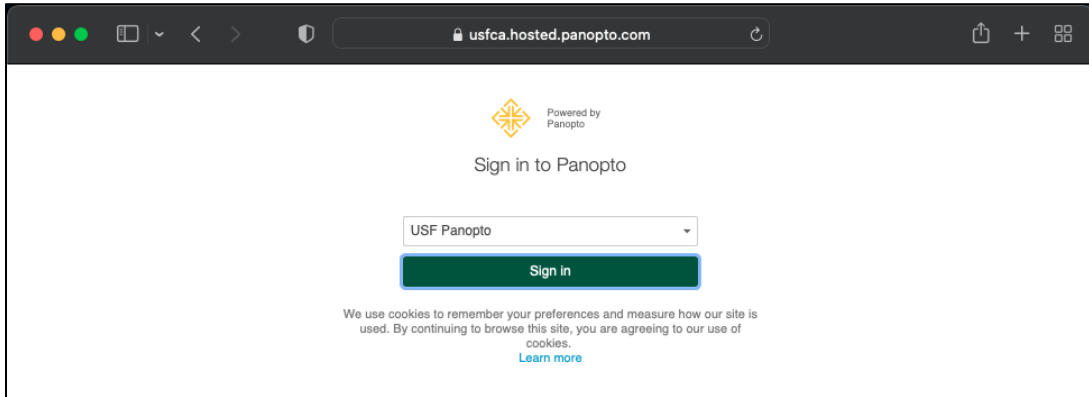 usfca.hosted.panopto.com
Powered by
Panopto
Sign in to Panopto
USF Panopto
Sign in
We use cookies to remember your preferences and measure how our site is
used. By continuing to browse this site, you are agreeing to our use of
cookies.
Learn more